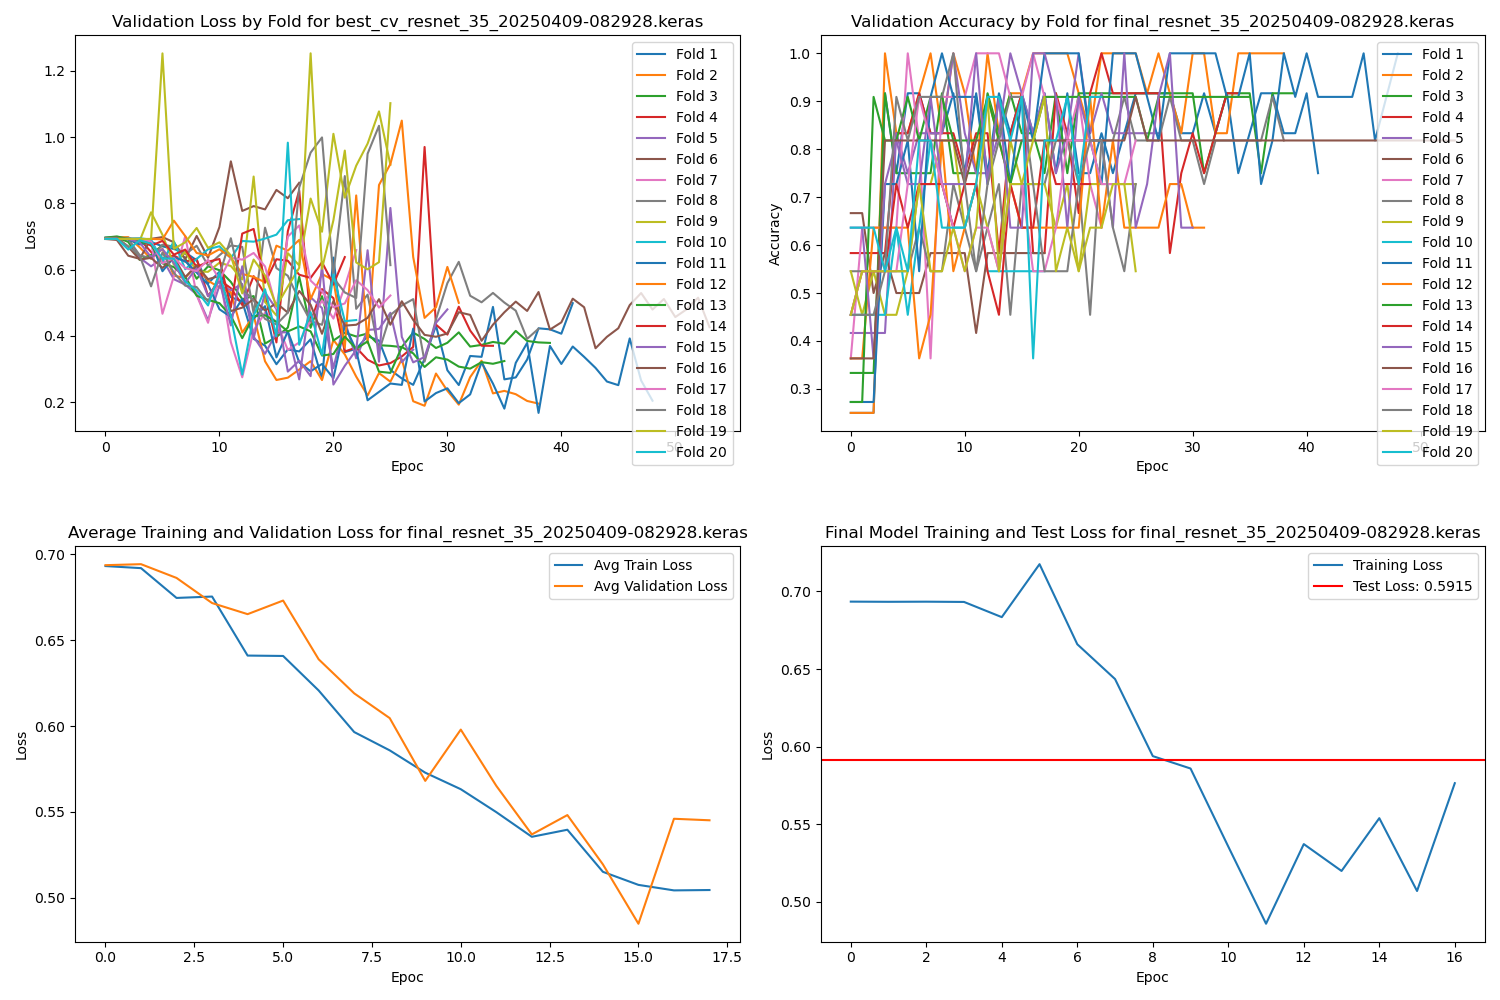 Validation Loss by Fold for best_cv_resnet_35_20250409-082928.keras
Loss
1.2
1.0
0.8
0.6
0.4
0.2
0 10 20 30 40 50
Epoc
Fold 1
Fold 2
Fold 3
Fold 4
Fold 5
Fold 6
Fold 7
Fold 8
Fold 9
Fold 10
Fold 11
Fold 12
Fold 13
Fold 14
Fold 15
Fold 16
Fold 17
Fold 18
Fold 19
Fold 20
Validation Accuracy by Fold for final_resnet_35_20250409-082928.keras
Accuracy
1.0
0.9
0.8
0.7
0.6
0.5
0.4
0.3
0 10 20 30 40 50
Epoc
Fold 1
Fold 2
Fold 3
Fold 4
Fold 5
Fold 6
Fold 7
Fold 8
Fold 9
Fold 10
Fold 11
Fold 12
Fold 13
Fold 14
Fold 15
Fold 16
Fold 17
Fold 18
Fold 19
Fold 20
Average Training and Validation Loss for final_resnet_35_20250409-082928.keras
Loss
0.70
0.65
0.60
0.55
0.50
0.0 2.5 5.0 7.5 10.0 12.5 15.0 17.5
Epoc
Avg Train Loss
Avg Validation Loss
Final Model Training and Test Loss for final_resnet_35_20250409-082928.keras
Loss
0.70
0.65
0.60
0.55
0.50
0 2 4 6 8 10 12 14 16
Epoc
Training Loss
Test Loss: 0.5915